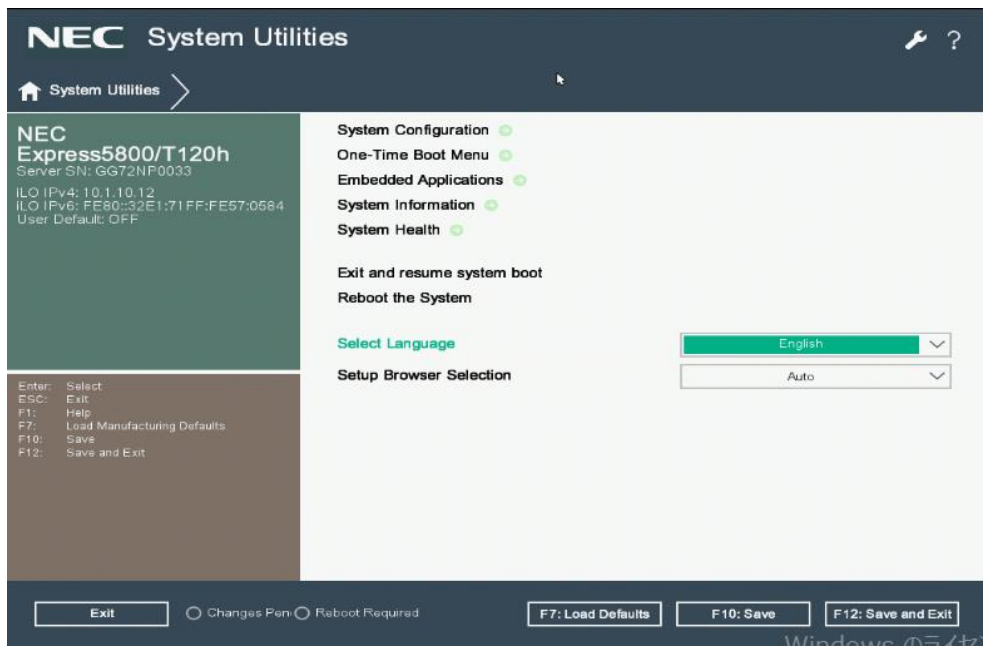 NEC System Utilities
?
System Utilities
NEC
Express5800/T120h
Server SN: GG72NP0033
iLO IPv4: 10.1.10.12
iLO IPv6: FE80::32E1:71FF:FE57:0584
User Default: OFF
System Configuration
One-Time Boot Menu
Embedded Applications
System Information
System Health
Exit and resume system boot
Reboot the System
Select Language English
Setup Browser Selection Auto
Enter: Select
ESC: Exit
F1: Help
F7: Load Manufacturing Defaults
F10: Save
F12: Save and Exit
Exit Changes Pen Reboot Required F7: Load Defaults F10: Save F12: Save and Exit
Windows のライセン